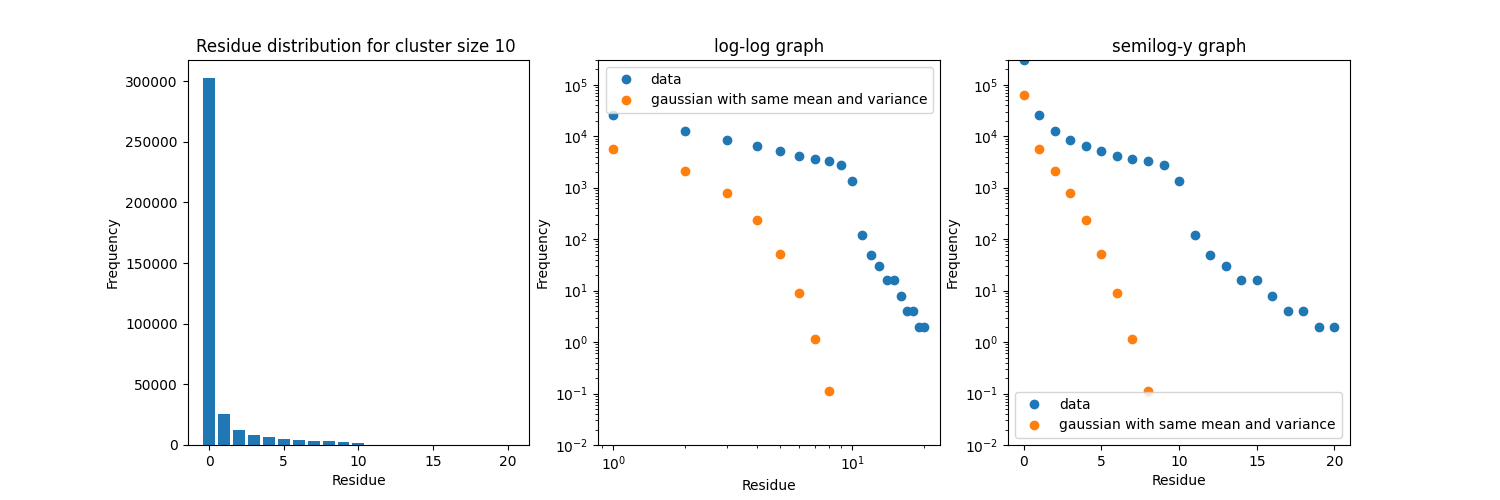 Residue distribution for cluster size 10
300000
250000
200000
150000
100000
50000
0
Frequency
0 5 10 15 20
Residue
log-log graph
data
gaussian with same mean and variance
10^5
10^4
10^3
10^2
10^1
10^0
10^-1
10^-2
Frequency
10^0 10^1
Residue
semilog-y graph
10^5
10^4
10^3
10^2
10^1
10^0
10^-1
10^-2
Frequency
data
gaussian with same mean and variance
0 5 10 15 20
Residue